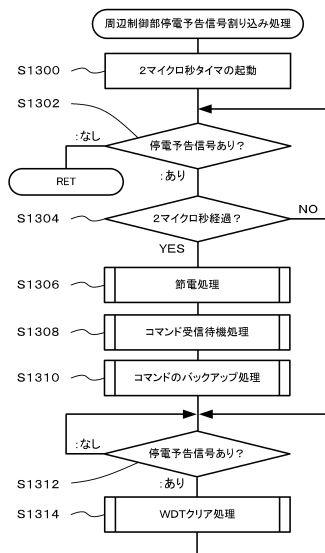 周辺制御部停電予告信号割り込み処理
S1300
2マイクロ秒タイマの起動
S1302
:なし
停電予告信号あり?
RET
:あり
S1304
2マイクロ秒経過?
NO
YES
S1306
節電処理
S1308
コマンド受信待機処理
S1310
コマンドのバックアップ処理
:なし
停電予告信号あり?
S1312
:あり
S1314
WDTクリア処理